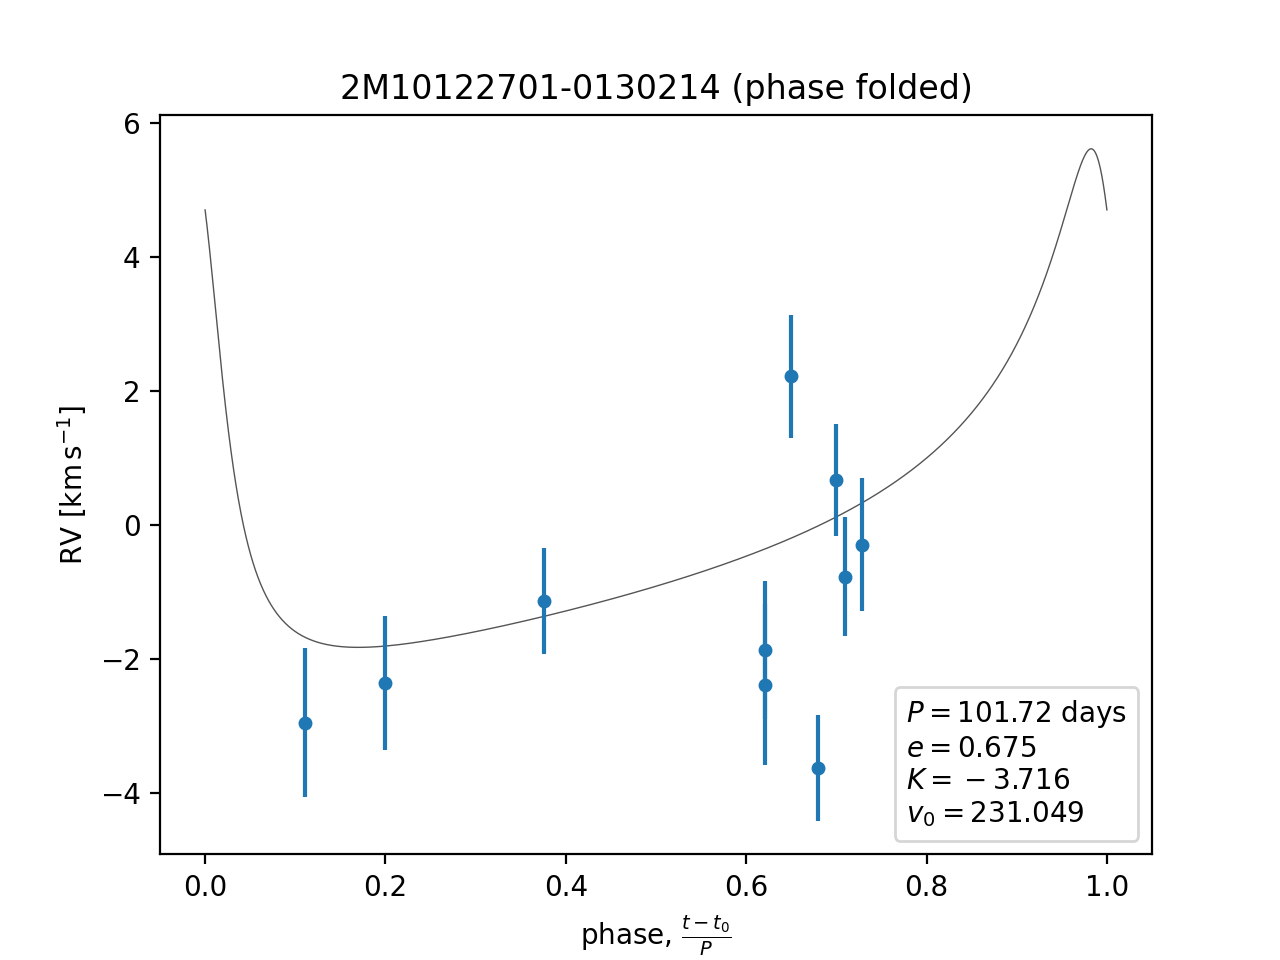 2M10122701-0130214 (phase folded)
6
4
2
0
−2
−4
RV [km s⁻¹]
P = 101.72 days
e = 0.675
K = −3.716
v₀ = 231.049
0.0 0.2 0.4 0.6 0.8 1.0
phase, (t − t₀)/P